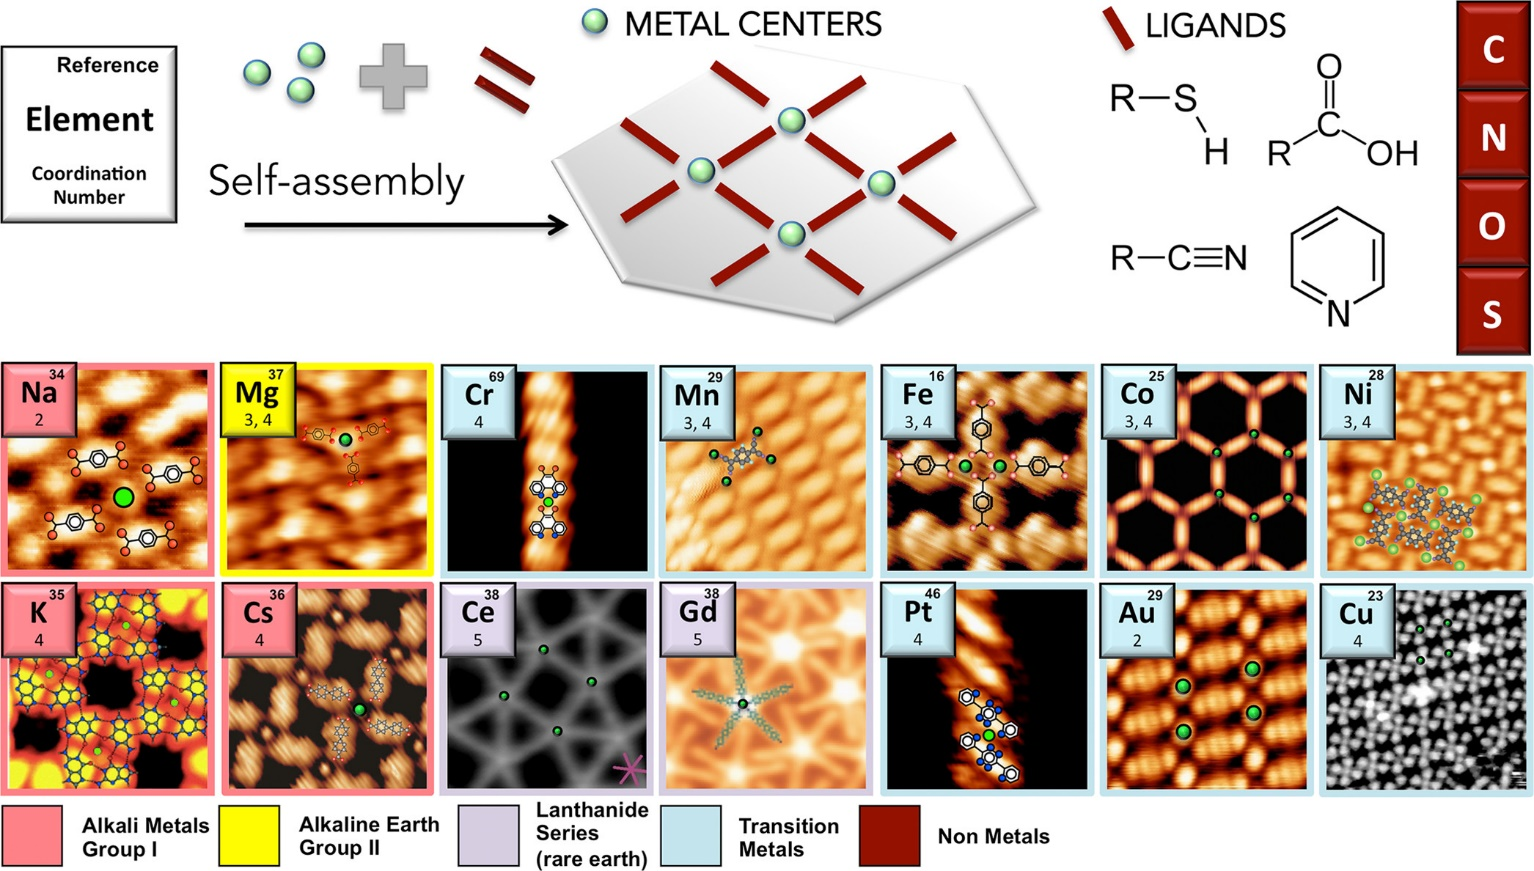 METAL CENTERS
LIGANDS
Reference
Element
Coordination
Number
Self-assembly
R S
H
O
C
R OH
R C N
N
C
N
O
S
34
Na
2
37
Mg
3, 4
69
Cr
4
29
Mn
3, 4
16
Fe
3, 4
25
Co
3, 4
28
Ni
3, 4
35
K
4
36
Cs
4
38
Ce
5
38
Gd
5
46
Pt
4
29
Au
2
23
Cu
4
Alkali Metals
Group I
Alkaline Earth
Group II
Lanthanide
Series
(rare earth)
Transition
Metals
Non Metals